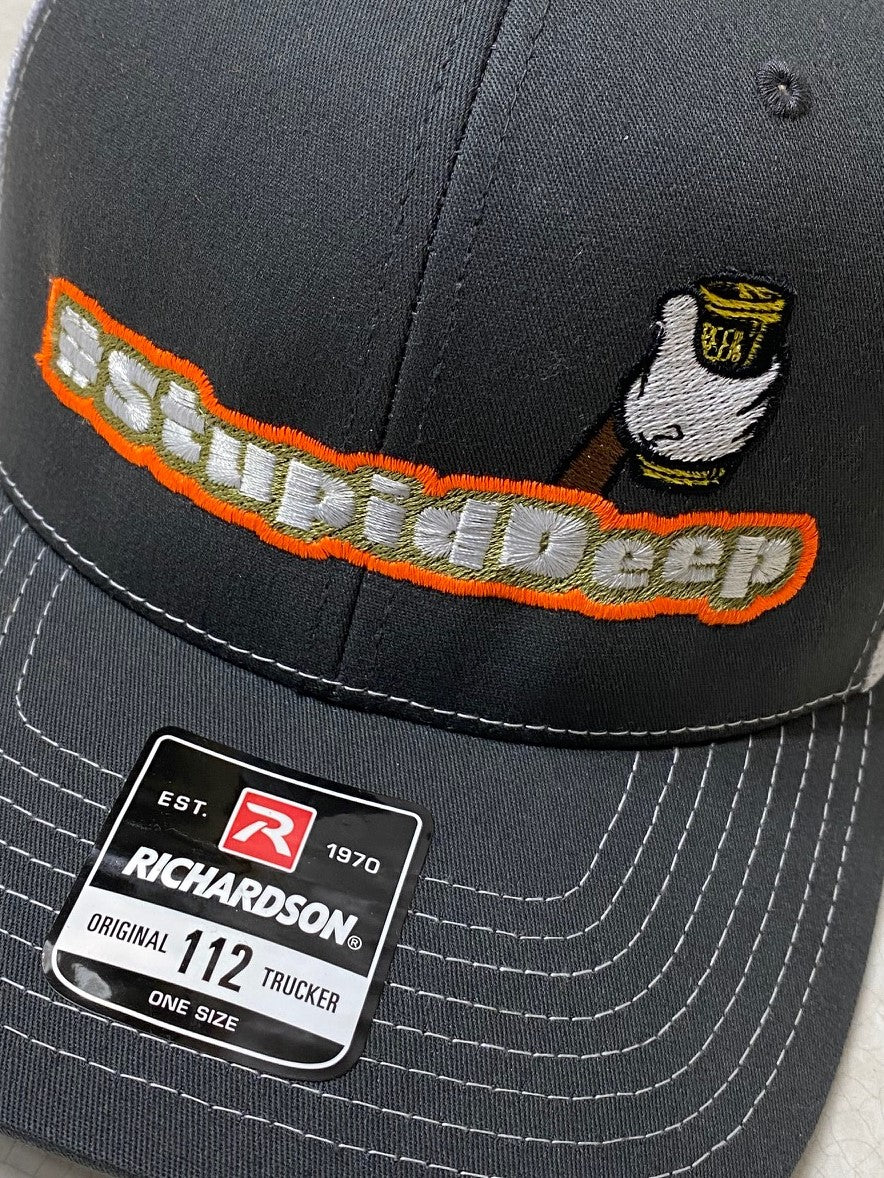 BEER
#StupidDeep
EST. R 1970
RICHARDSON®
ORIGINAL 112 TRUCKER
ONE SIZE